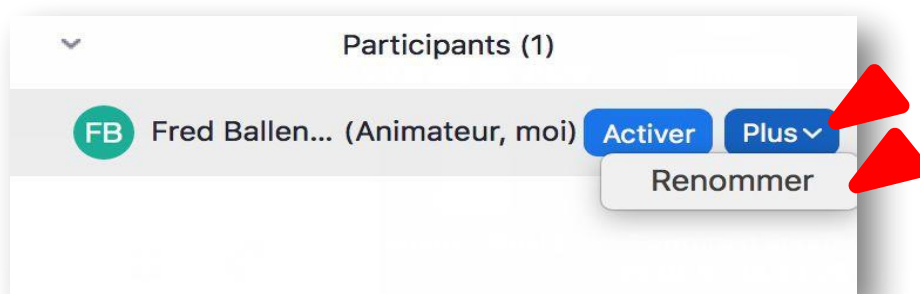 Participants (1)
FB Fred Ballen... (Animateur, moi) Activer Plus
Renommer